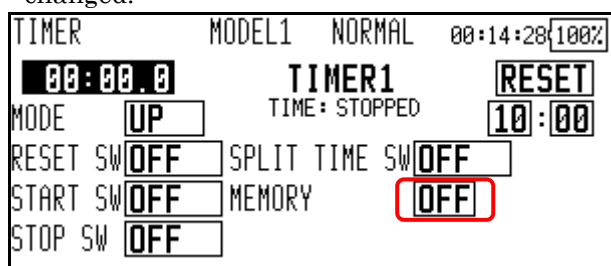 changed.
TIMER MODEL1 NORMAL 00:14:28 100%
00:00.0 TIMER1 RESET
TIME: STOPPED
MODE UP 10:00
RESET SW OFF SPLIT TIME SW OFF
START SW OFF MEMORY OFF
STOP SW OFF